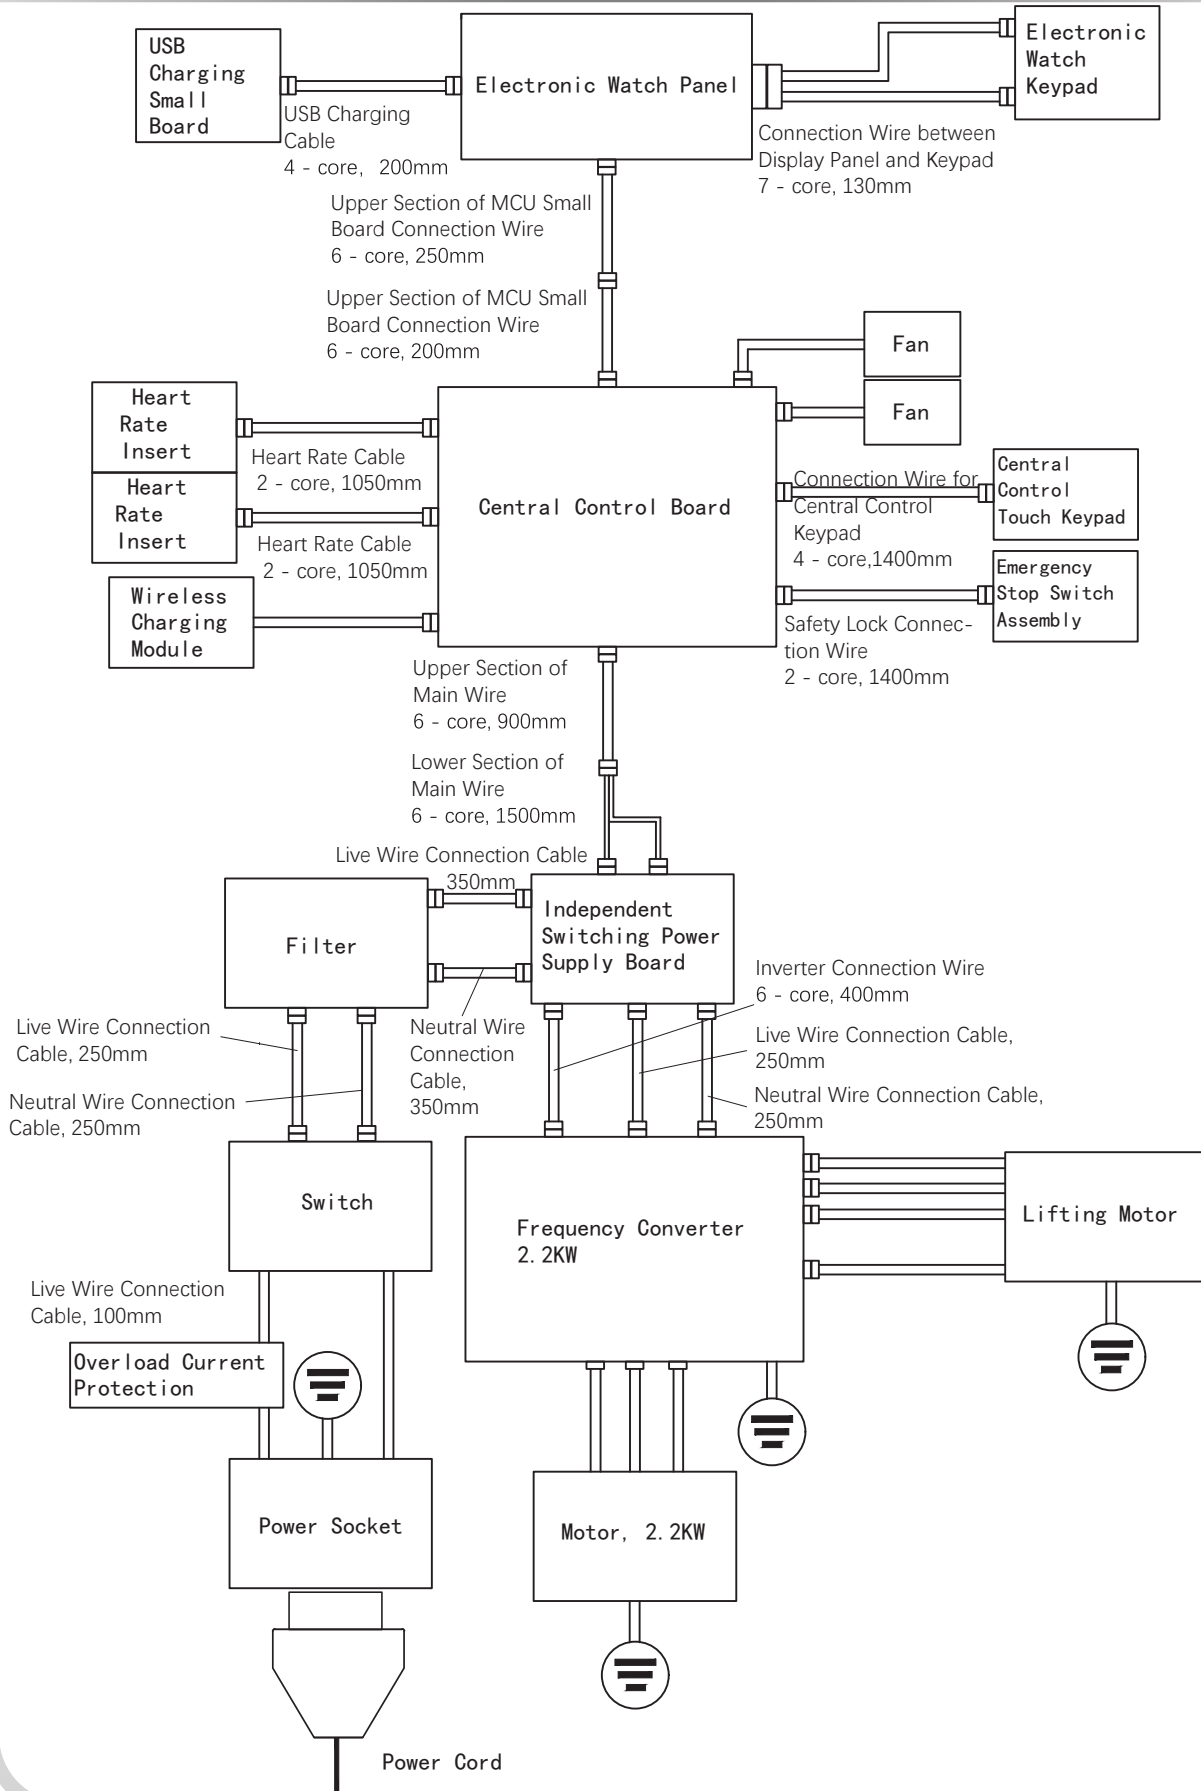 USB
Charging
Small
Board
Electronic Watch Panel
Electronic
Watch
Keypad
USB Charging
Cable
4 - core, 200mm
Connection Wire between
Display Panel and Keypad
7 - core, 130mm
Upper Section of MCU Small
Board Connection Wire
6 - core, 250mm
Upper Section of MCU Small
Board Connection Wire
6 - core, 200mm
Fan
Fan
Heart
Rate
Insert
Heart Rate Cable
2 - core, 1050mm
Heart
Rate
Insert
Heart Rate Cable
2 - core, 1050mm
Wireless
Charging
Module
Central Control Board
Connection Wire for
Central Control
Keypad
4 - core,1400mm
Central
Control
Touch Keypad
Emergency
Stop Switch
Assembly
Safety Lock Connec-
tion Wire
2 - core, 1400mm
Upper Section of
Main Wire
6 - core, 900mm
Lower Section of
Main Wire
6 - core, 1500mm
Live Wire Connection Cable
350mm
Filter
Independent
Switching Power
Supply Board
Inverter Connection Wire
6 - core, 400mm
Live Wire Connection
Cable, 250mm
Neutral Wire
Connection
Cable,
350mm
Live Wire Connection Cable,
250mm
Neutral Wire Connection
Cable, 250mm
Neutral Wire Connection Cable,
250mm
Switch
Frequency Converter
2.2KW
Lifting Motor
Live Wire Connection
Cable, 100mm
Overload Current
Protection
Power Socket
Motor, 2.2KW
Power Cord